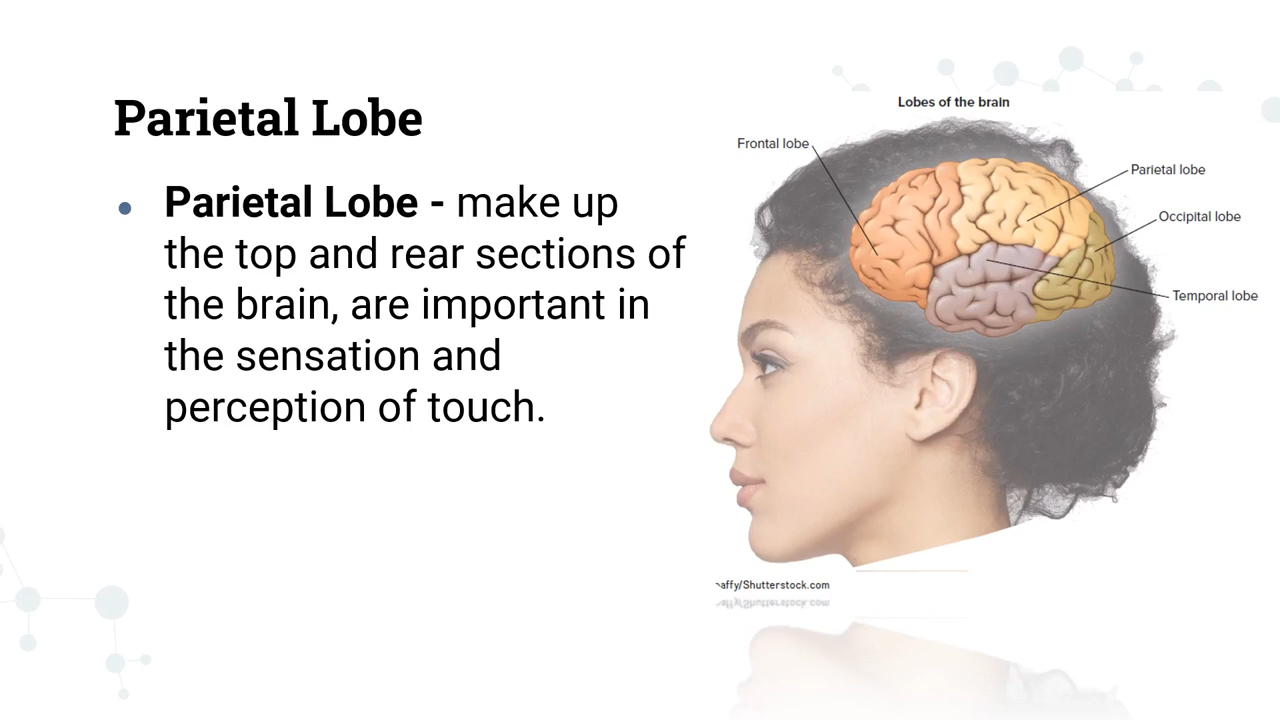 Parietal Lobe
Parietal Lobe - make up
the top and rear sections of
the brain, are important in
the sensation and
perception of touch.
Lobes of the brain
Frontal lobe
Parietal lobe
Occipital lobe
Temporal lobe
affy/Shutterstock.com